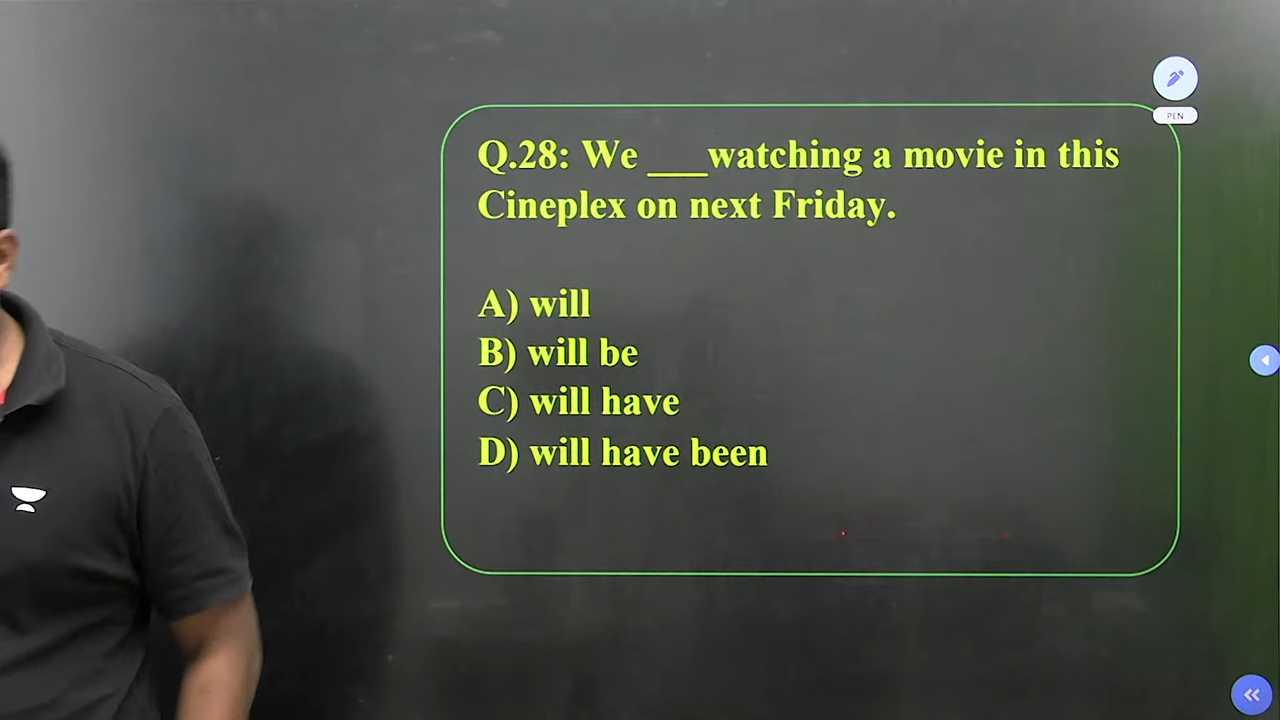 PEN
Q.28: We ___watching a movie in this
Cineplex on next Friday.
A) will
B) will be
C) will have
D) will have been